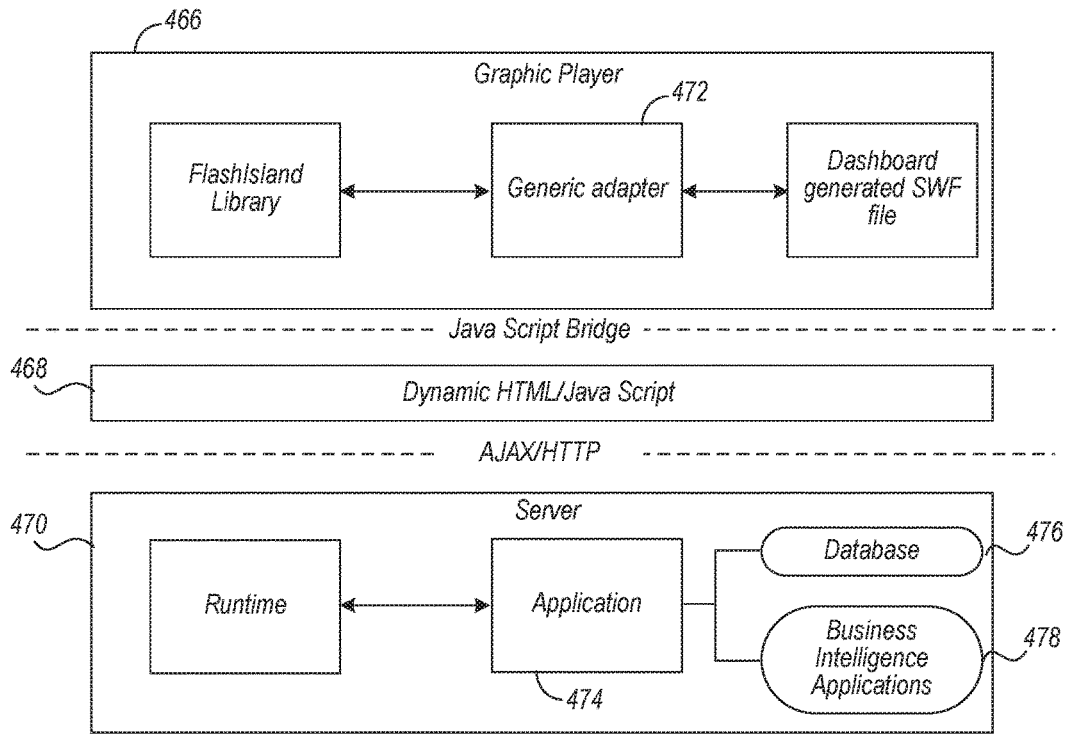 466
Graphic Player
472
FlashIsland
Library
Generic adapter
Dashboard
generated SWF
file
Java Script Bridge
468
Dynamic HTML/Java Script
AJAX/HTTP
470
Server
Runtime
Application
474
Database
476
Business
Intelligence
Applications
478